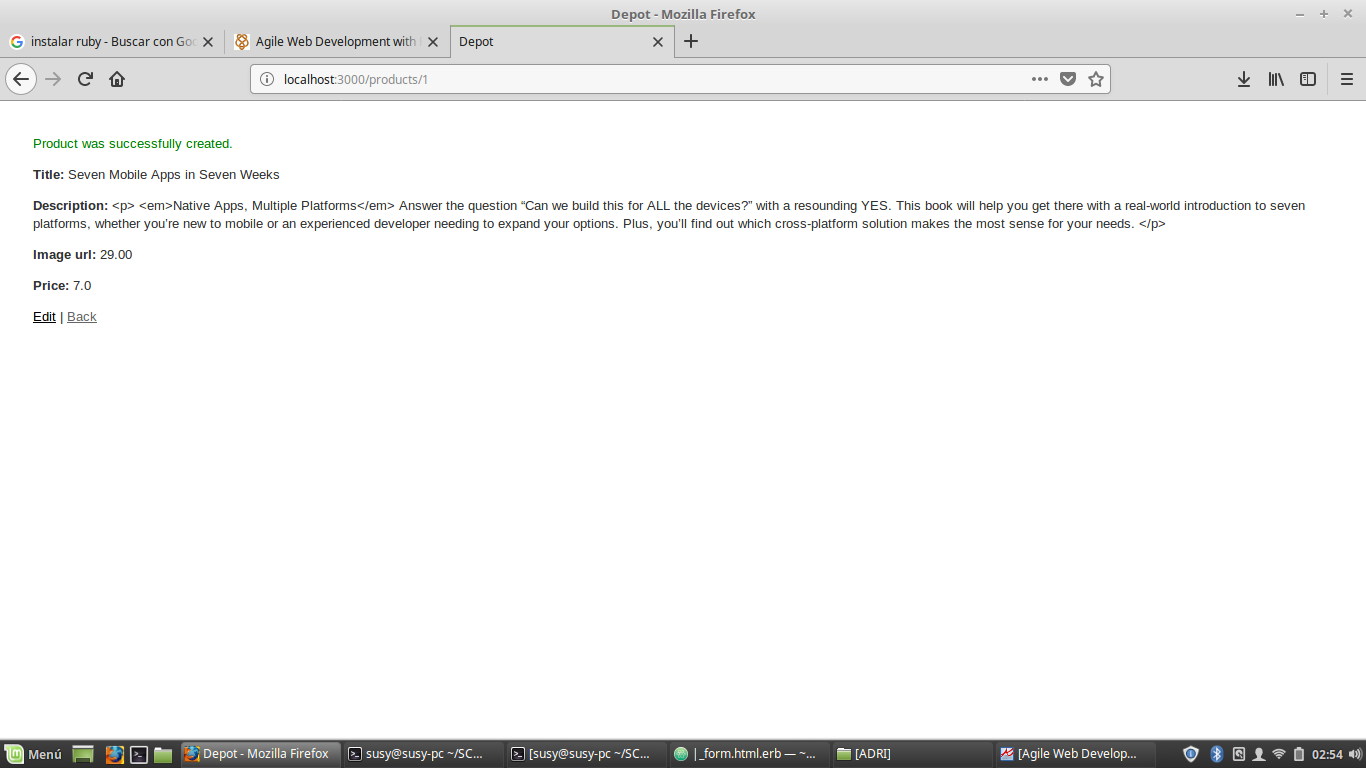 Depot - Mozilla Firefox
instalar ruby - Buscar con Goo
Agile Web Development with
Depot
localhost:3000/products/1
Product was successfully created.
Title: Seven Mobile Apps in Seven Weeks
Description: <p> <em>Native Apps, Multiple Platforms</em> Answer the question “Can we build this for ALL the devices?” with a resounding YES. This book will help you get there with a real-world introduction to seven
platforms, whether you’re new to mobile or an experienced developer needing to expand your options. Plus, you’ll find out which cross-platform solution makes the most sense for your needs. </p>
Image url: 29.00
Price: 7.0
Edit | Back
Menú
Depot - Mozilla Firefox
susy@susy-pc ~/SC...
[susy@susy-pc ~/SC...
_form.html.erb — ~...
[ADRI]
[Agile Web Develop...
02:54